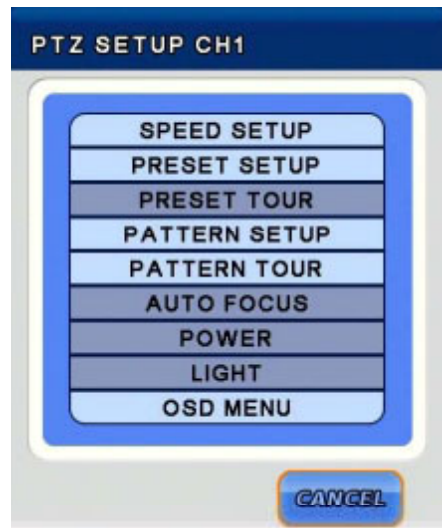 PTZ SETUP CH1
SPEED SETUP
PRESET SETUP
PRESET TOUR
PATTERN SETUP
PATTERN TOUR
AUTO FOCUS
POWER
LIGHT
OSD MENU
CANCEL